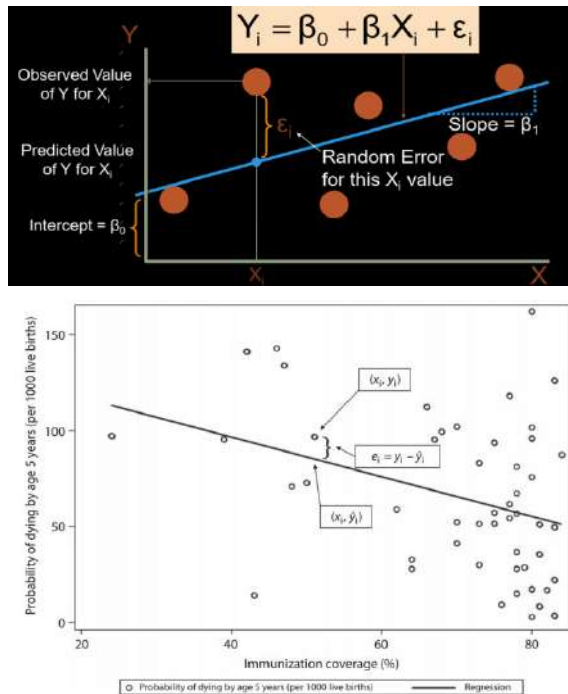 Yᵢ = β₀ + β₁Xᵢ + εᵢ
Y
Observed Value
of Y for Xᵢ
εᵢ
Slope = β₁
Predicted Value
of Y for Xᵢ
Random Error
for this Xᵢ value
Intercept = β₀
Xᵢ
X
Probability of dying by age 5 years (per 1000 live births)
150
100
50
0
(xᵢ, yᵢ)
eᵢ = yᵢ – ŷᵢ
(xᵢ, ŷᵢ)
20
40
60
80
Immunization coverage (%)
Probability of dying by age 5 years (per 1000 live births)
Regression